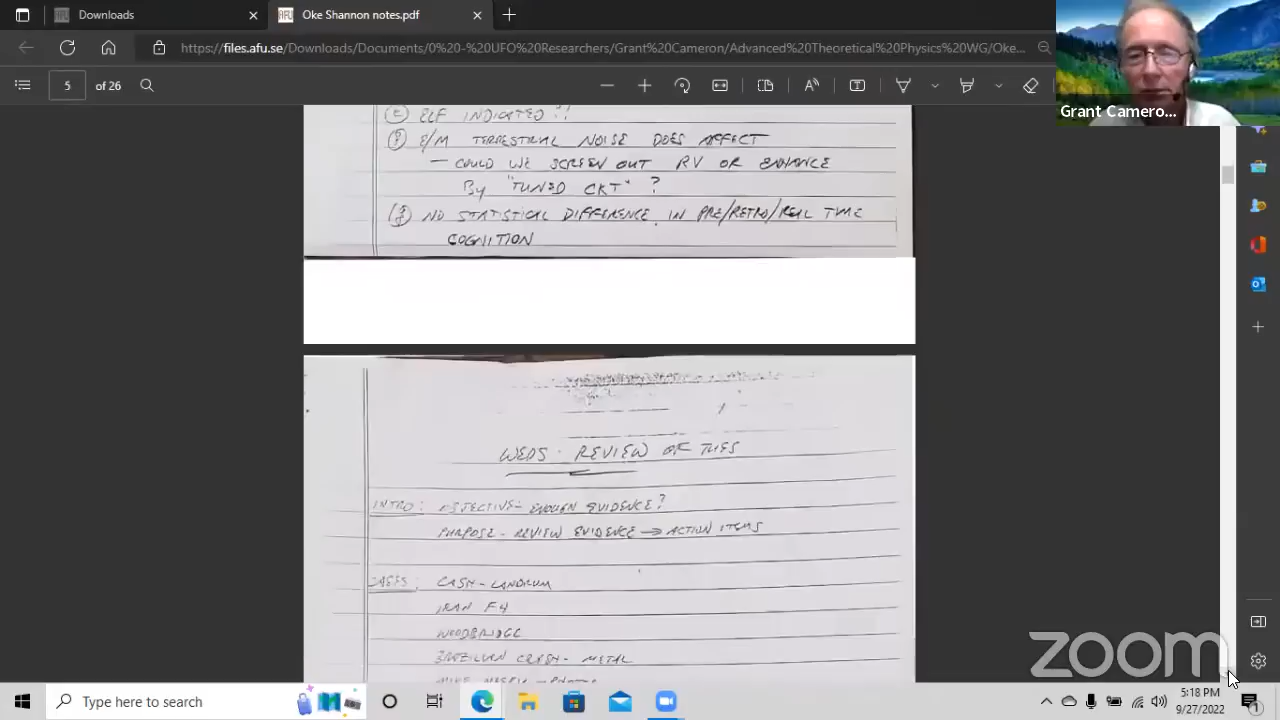 Downloads
Oke Shannon notes.pdf
https://files.afu.se/Downloads/Documents/0%20-%20UFO%20Researchers/Grant%20Cameron/Advanced%20Theoretical%20Physics%20WG/Oke...
5 of 26
Grant Camero...
ELF INDICATED?!
E/M TERRESTRIAL NOISE DOES AFFECT
- COULD WE SCREEN OUT RV OR ENHANCE
By "TUNED CKT" ?
NO STATISTICAL DIFFERENCE IN PRE/RETRO/REAL TIME
COGNITION
WEDS - REVIEW OF TUES
INTRO: OBJECTIVE - ENOUGH EVIDENCE?
PURPOSE - REVIEW EVIDENCE → ACTION ITEMS
CASES: CASH-LANDRUM
IRAN F4
WOODBRIDGE
BRAZILIAN CRASH - METAL
zoom
Type here to search
5:18 PM
9/27/2022